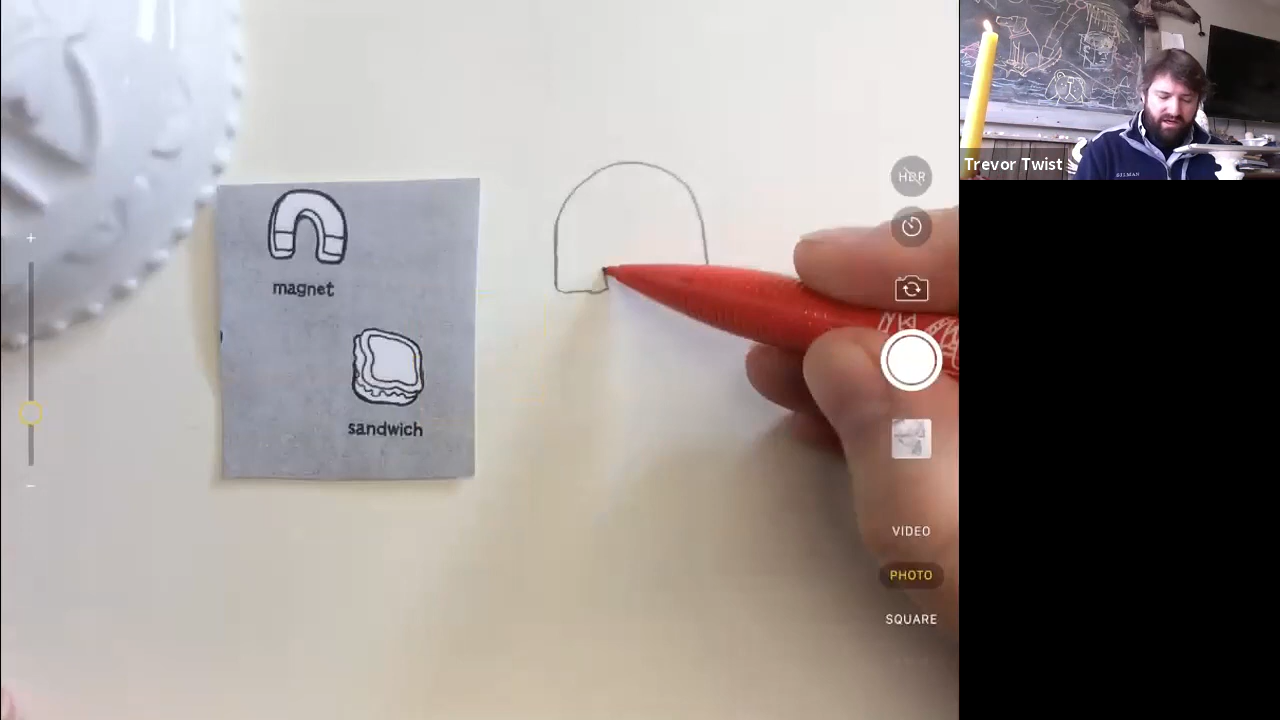 magnet
sandwich
HDR
VIDEO
PHOTO
SQUARE
Trevor Twist